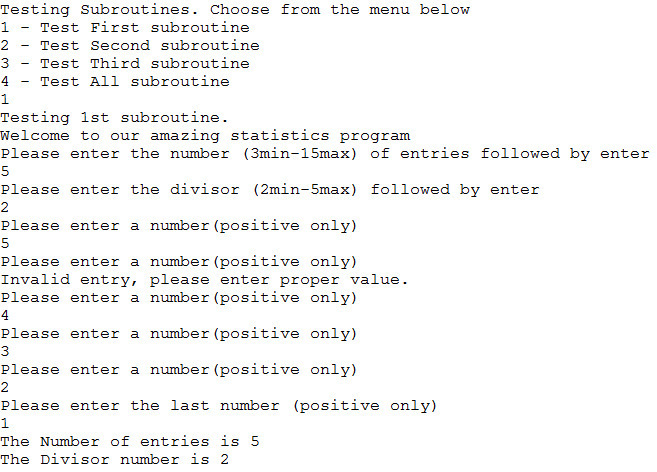 Testing Subroutines. Choose from the menu below
1 - Test First subroutine
2 - Test Second subroutine
3 - Test Third subroutine
4 - Test All subroutine
1
Testing 1st subroutine.
Welcome to our amazing statistics program
Please enter the number (3min-15max) of entries followed by enter
5
Please enter the divisor (2min-5max) followed by enter
2
Please enter a number(positive only)
5
Please enter a number(positive only)
Invalid entry, please enter proper value.
Please enter a number(positive only)
4
Please enter a number(positive only)
3
Please enter a number(positive only)
2
Please enter the last number (positive only)
1
The Number of entries is 5
The Divisor number is 2